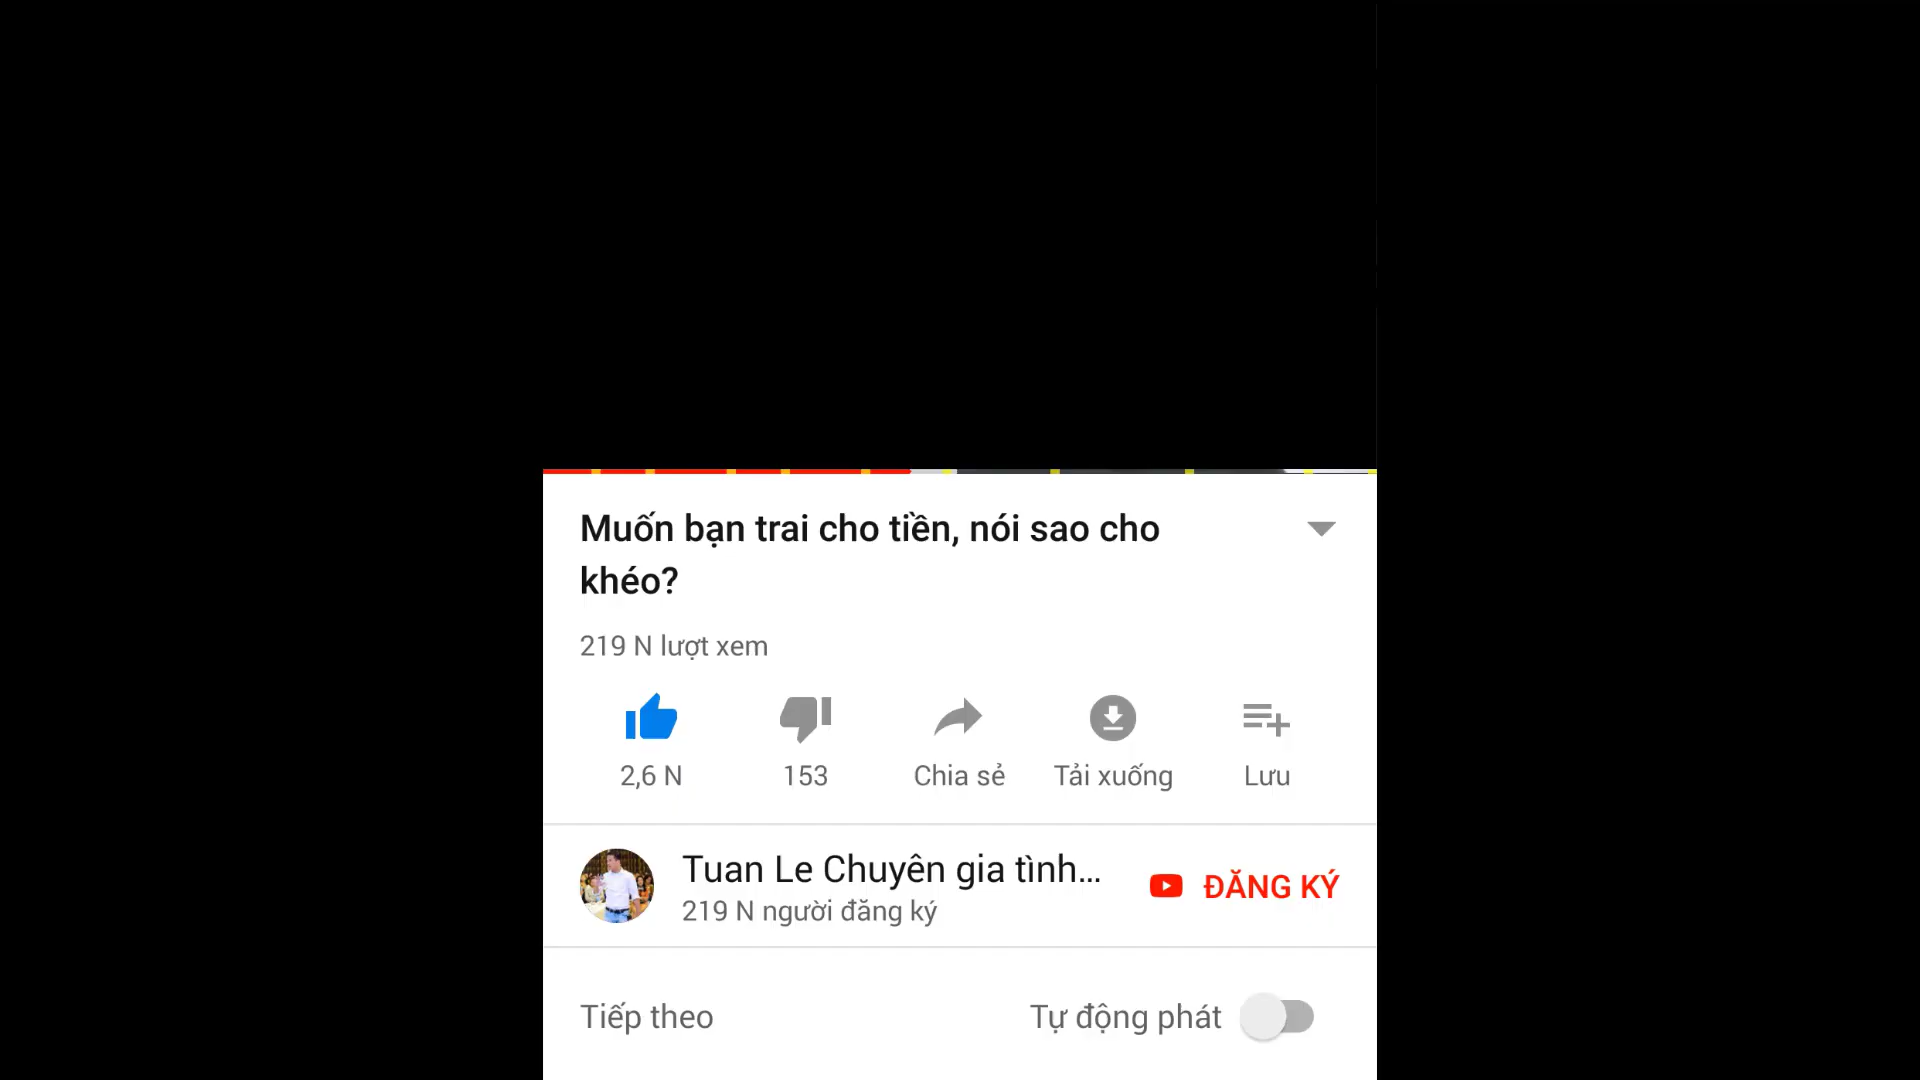 Muốn bạn trai cho tiền, nói sao cho
khéo?
219 N lượt xem
2,6 N
153
Chia sẻ
Tải xuống
Lưu
Tuan Le Chuyên gia tình...
219 N người đăng ký
ĐĂNG KÝ
Tiếp theo
Tự động phát